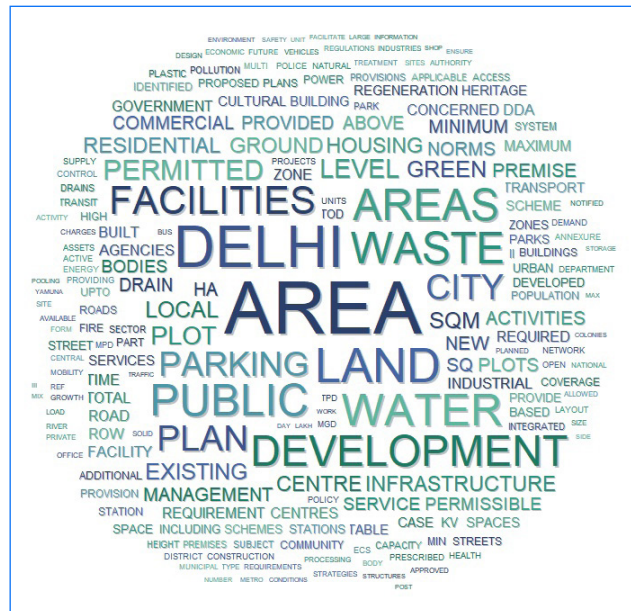 ENVIRONMENT SAFETY UNIT FACILITATE LARGE INFORMATION
DESIGN ECONOMIC FUTURE VEHICLES REGULATIONS INDUSTRIES SHOP ENSURE
PLASTIC POLLUTION MULTI POLICE NATURAL TREATMENT SITES AUTHORITY
IDENTIFIED PROPOSED PLANS POWER PROVISIONS APPLICABLE ACCESS
REGENERATION HERITAGE
GOVERNMENT CULTURAL BUILDING PARK CONCERNED DDA
COMMERCIAL PROVIDED ABOVE MINIMUM SYSTEM
RESIDENTIAL GROUND HOUSING NORMS MAXIMUM
SUPPLY PERMITTED PROJECTS LEVEL GREEN PREMISE
CONTROL ZONE
DRAINS FACILITIES UNITS AREAS TRANSPORT
TRANSIT TOD SCHEME NOTIFIED
ACTIVITY HIGH ZONES DEMAND
CHARGES BUILT BUS DELHI WASTE PARKS ANNEXURE
ASSETS AGENCIES II BUILDINGS STORAGE
ACTIVE BODIES URBAN DEPARTMENT
ENERGY CITY DEVELOPED
POOLING PROVIDING DRAIN HA AREA POPULATION MAX
YAMUNA UPTO
SITE ROADS LOCAL SQM ACTIVITIES
AVAILABLE
FORM FIRE SECTOR PLOT NEW REQUIRED COLONIES
STREET MPD PART PLANNED NETWORK
CENTRAL SERVICES PARKING LAND SQ PLOTS OPEN NATIONAL
MOBILITY TIME TRAFFIC INDUSTRIAL COVERAGE
III REF
MIX GROWTH TOTAL PUBLIC TPD WATER PROVIDE ALLOWED
LOAD ROAD WORK BASED LAYOUT
RIVER ROW SOLID DAY LAKH MGD INTEGRATED SIZE
PRIVATE PLAN SIDE
OFFICE FACILITY DEVELOPMENT
ADDITIONAL EXISTING CENTRE INFRASTRUCTURE
PROVISION MANAGEMENT POLICY SERVICE PERMISSIBLE
STATION REQUIREMENT CENTRES CASE KV SPACES
SPACE INCLUDING SCHEMES STATIONS TABLE
HEIGHT PREMISES SUBJECT COMMUNITY ECS CAPACITY MIN STREETS
DISTRICT CONSTRUCTION PROCESSING BODY PRESCRIBED HEALTH
MUNICIPAL TYPE REQUIREMENTS STRATEGIES STRUCTURES APPROVED
NUMBER METRO CONDITIONS POST